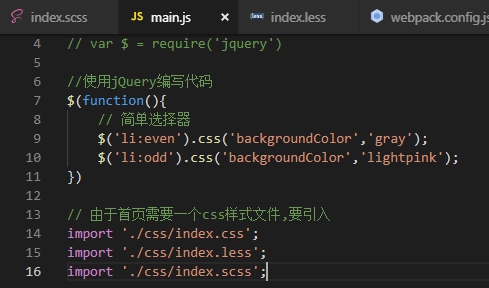 index.scss JS main.js less index.less webpack.config.js
4 // var $ = require('jquery')
5
6 //使用jQuery编写代码
7 $(function(){
8 // 简单选择器
9 $('li:even').css('backgroundColor','gray');
10 $('li:odd').css('backgroundColor','lightpink');
11 })
12
13 // 由于首页需要一个css样式文件,要引入
14 import './css/index.css';
15 import './css/index.less';
16 import './css/index.scss';